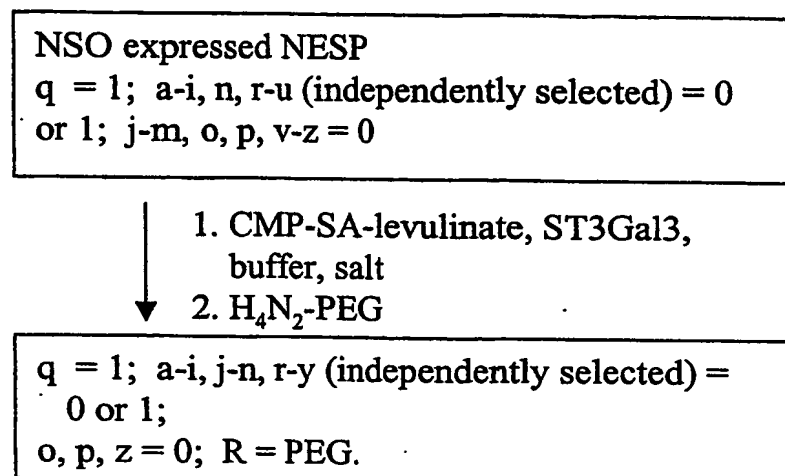 NSO expressed NESP
q = 1; a-i, n, r-u (independently selected) = 0
or 1; j-m, o, p, v-z = 0
1. CMP-SA-levulinate, ST3Gal3,
buffer, salt
2. H₄N₂-PEG
q = 1; a-i, j-n, r-y (independently selected) =
0 or 1;
o, p, z = 0; R = PEG.